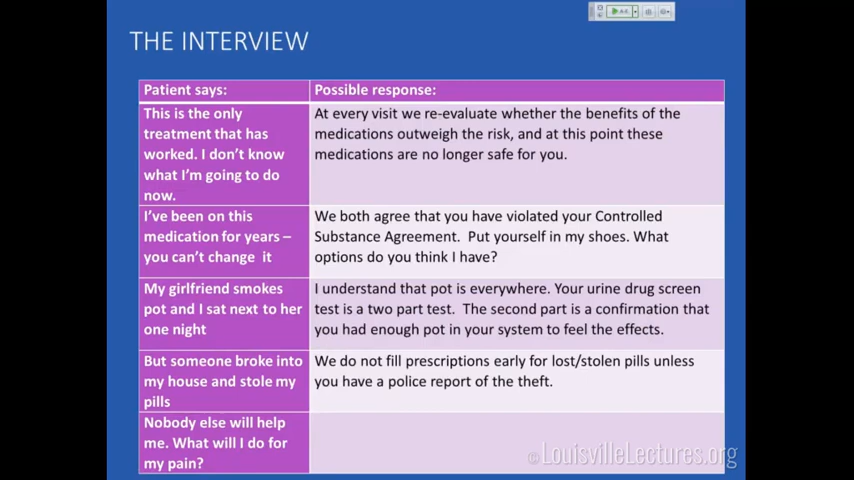 THE INTERVIEW
Patient says:
Possible response:
This is the only
treatment that has
worked. I don't know
what I'm going to do
now.
At every visit we re-evaluate whether the benefits of the
medications outweigh the risk, and at this point these
medications are no longer safe for you.
I've been on this
medication for years –
you can't change it
We both agree that you have violated your Controlled
Substance Agreement. Put yourself in my shoes. What
options do you think I have?
My girlfriend smokes
pot and I sat next to her
one night
I understand that pot is everywhere. Your urine drug screen
test is a two part test. The second part is a confirmation that
you had enough pot in your system to feel the effects.
But someone broke into
my house and stole my
pills
We do not fill prescriptions early for lost/stolen pills unless
you have a police report of the theft.
Nobody else will help
me. What will I do for
my pain?
©LouisvilleLectures.org